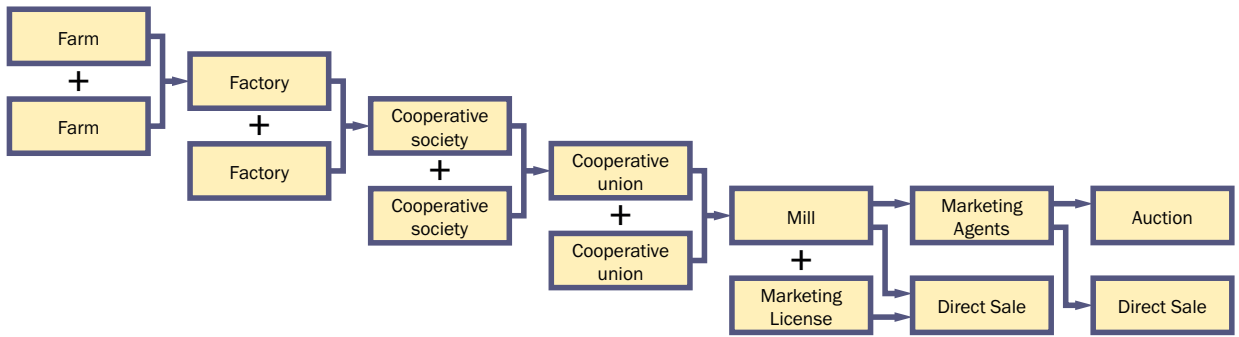 Farm
+
Farm
Factory
+
Factory
Cooperative
society
+
Cooperative
society
Cooperative
union
+
Cooperative
union
Mill
+
Marketing
License
Marketing
Agents
Direct Sale
Auction
Direct Sale